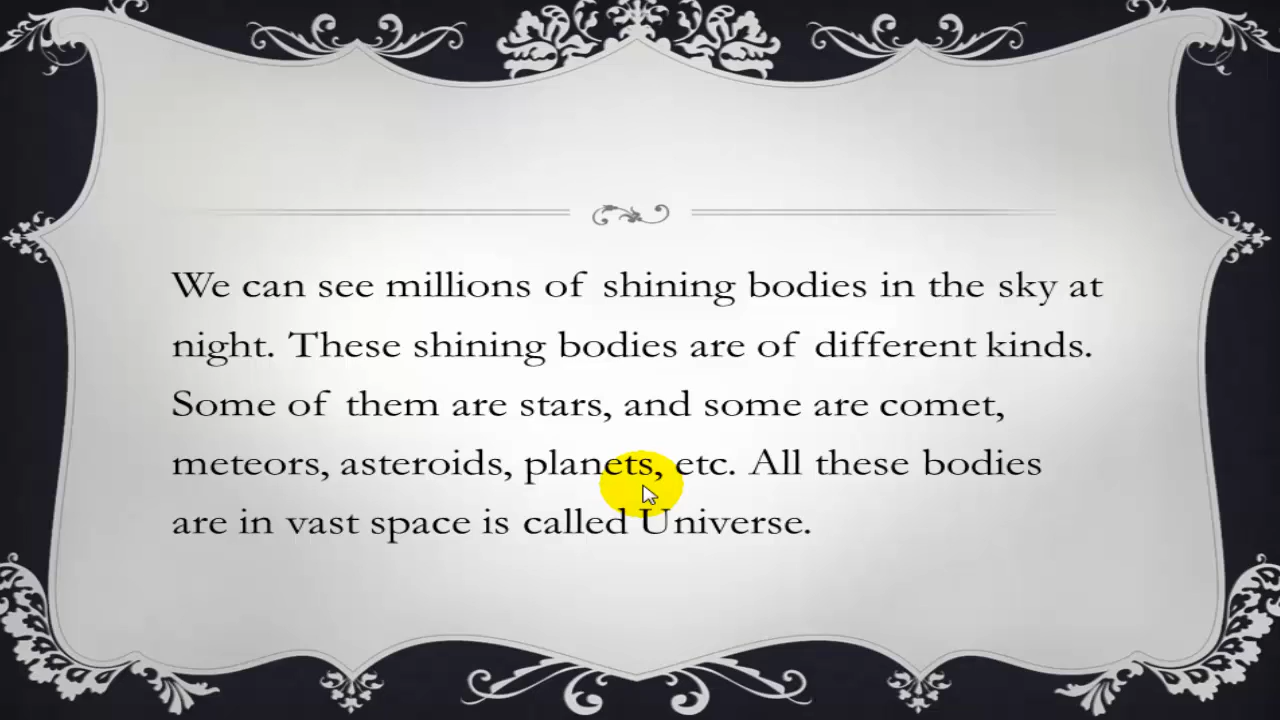 We can see millions of shining bodies in the sky at
night. These shining bodies are of different kinds.
Some of them are stars, and some are comet,
meteors, asteroids, planets, etc. All these bodies
are in vast space is called Universe.